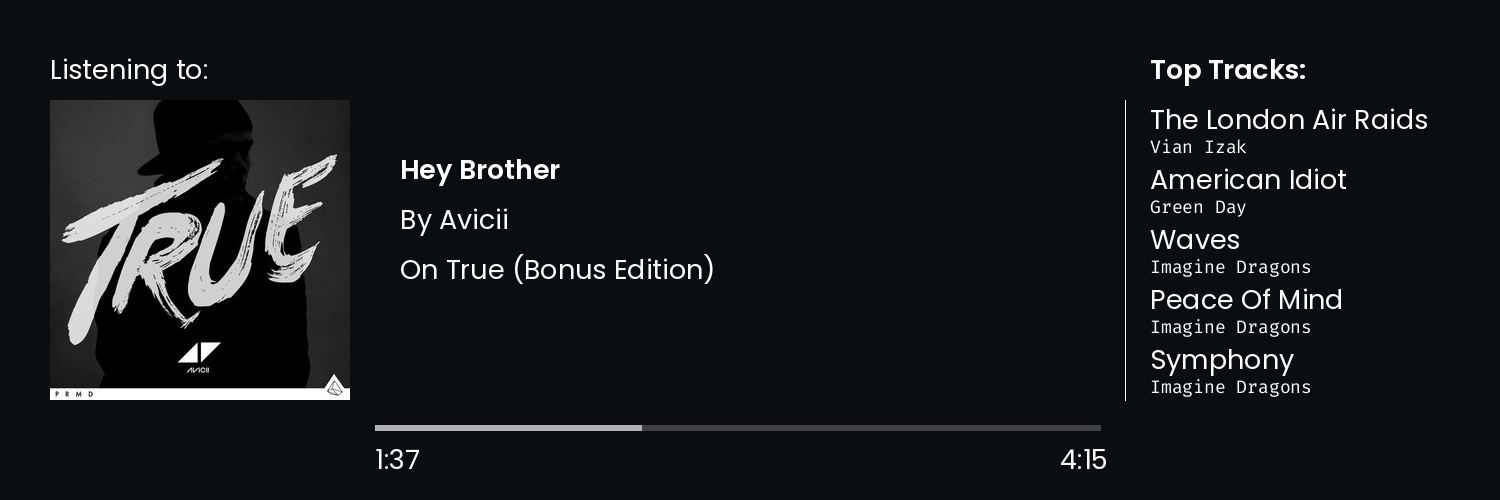 Listening to:
TRUE
AVICII
PRMD
Hey Brother
By Avicii
On True (Bonus Edition)
1:37
4:15
Top Tracks:
The London Air Raids
Vian Izak
American Idiot
Green Day
Waves
Imagine Dragons
Peace Of Mind
Imagine Dragons
Symphony
Imagine Dragons